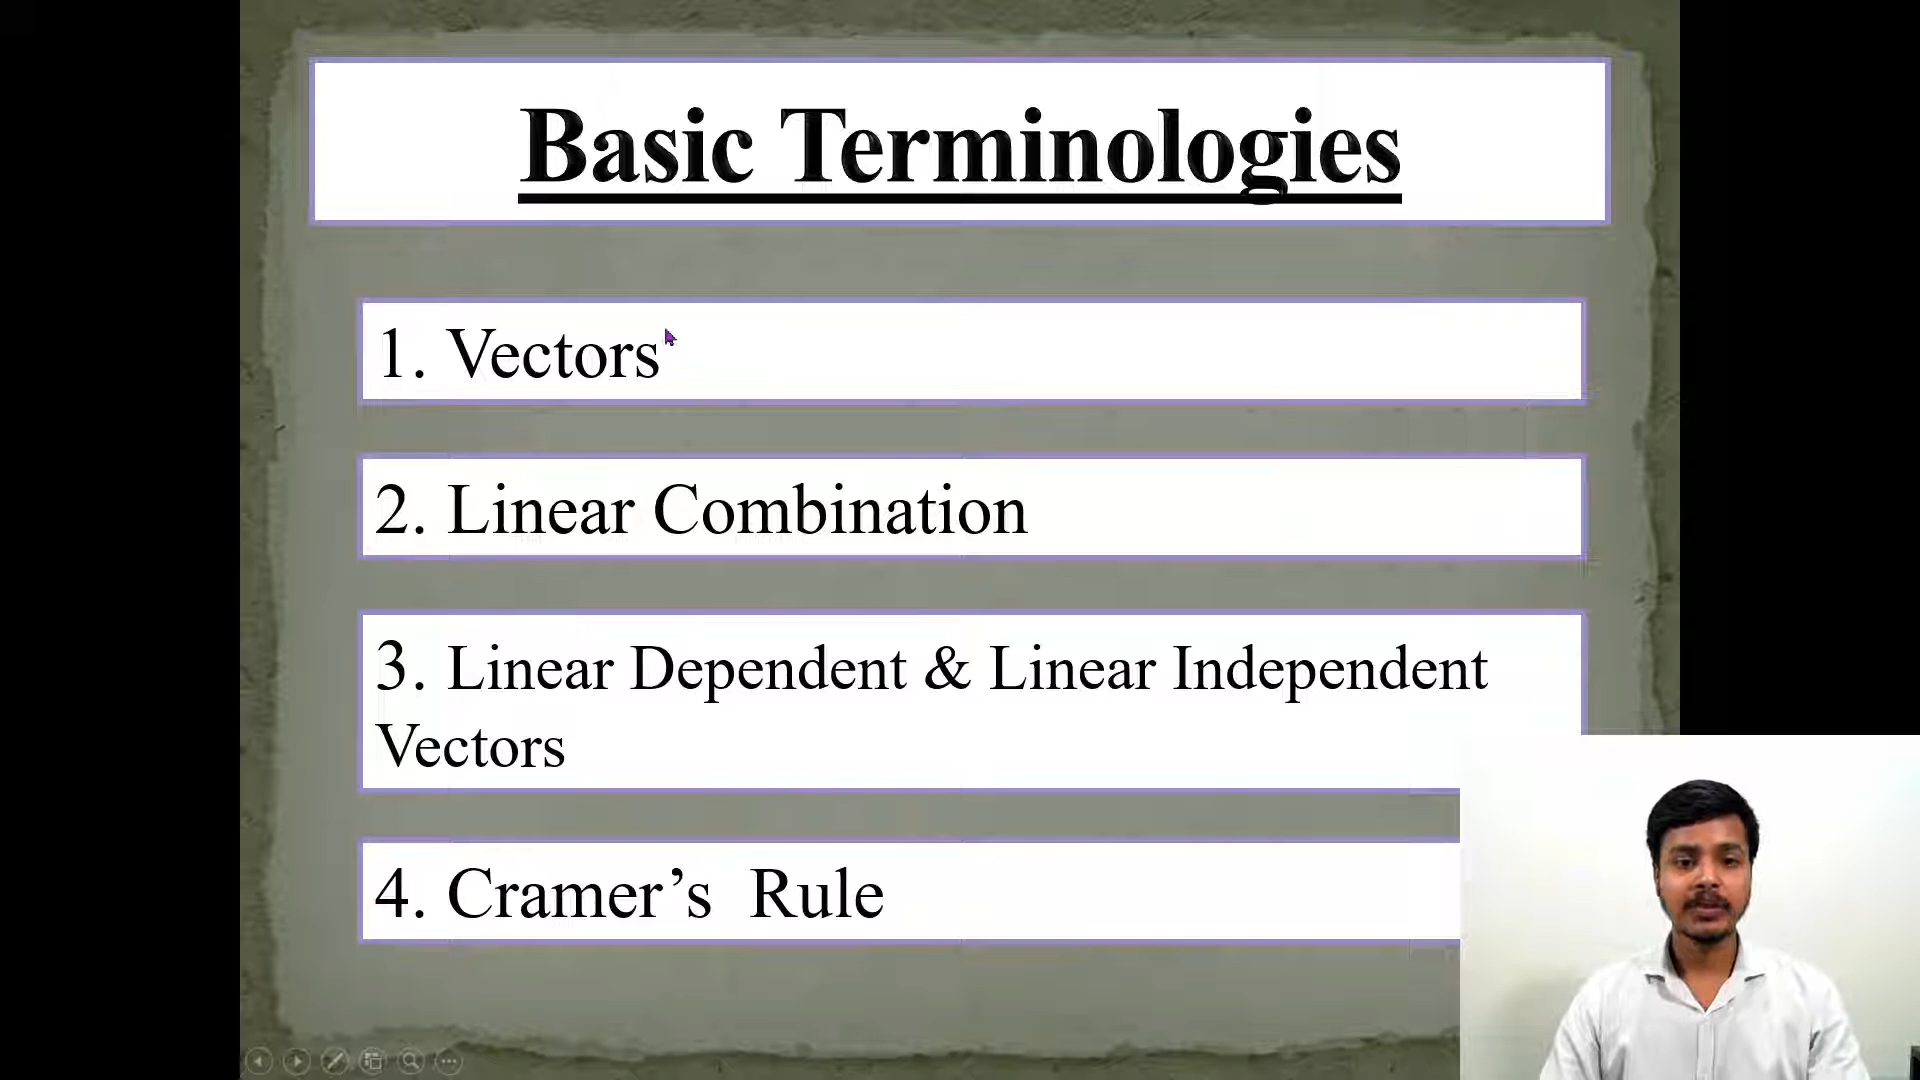 Basic Terminologies
1. Vectors
2. Linear Combination
3. Linear Dependent & Linear Independent
Vectors
4. Cramer’s Rule